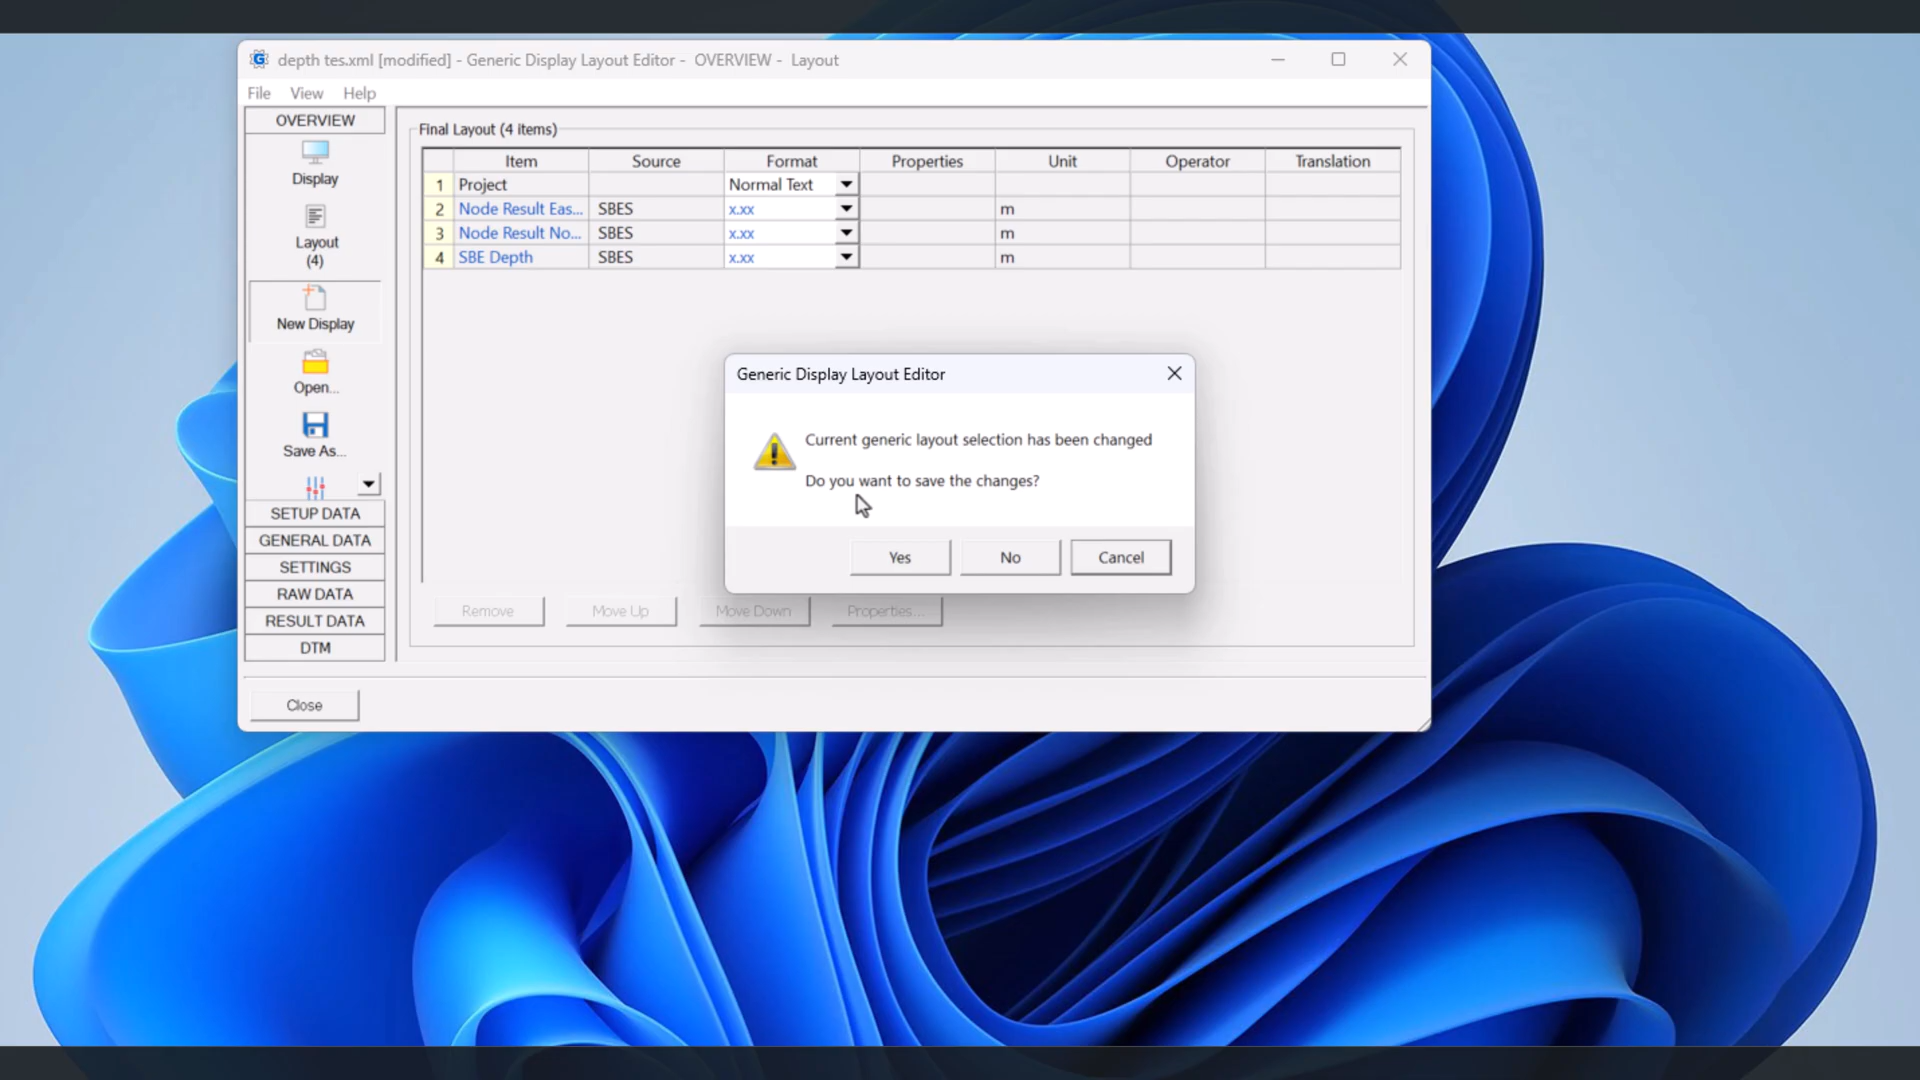 depth tes.xml [modified] - Generic Display Layout Editor - OVERVIEW - Layout
File View Help
OVERVIEW
Display
Layout
(4)
New Display
Open...
Save As...
SETUP DATA
GENERAL DATA
SETTINGS
RAW DATA
RESULT DATA
DTM
Final Layout (4 items)
Item Source Format Properties Unit Operator Translation
1 Project Normal Text
2 Node Result Eas... SBES x.xx m
3 Node Result No... SBES x.xx m
4 SBE Depth SBES x.xx m
Generic Display Layout Editor
Current generic layout selection has been changed
Do you want to save the changes?
Yes No Cancel
Remove Move Up Move Down Properties...
Close